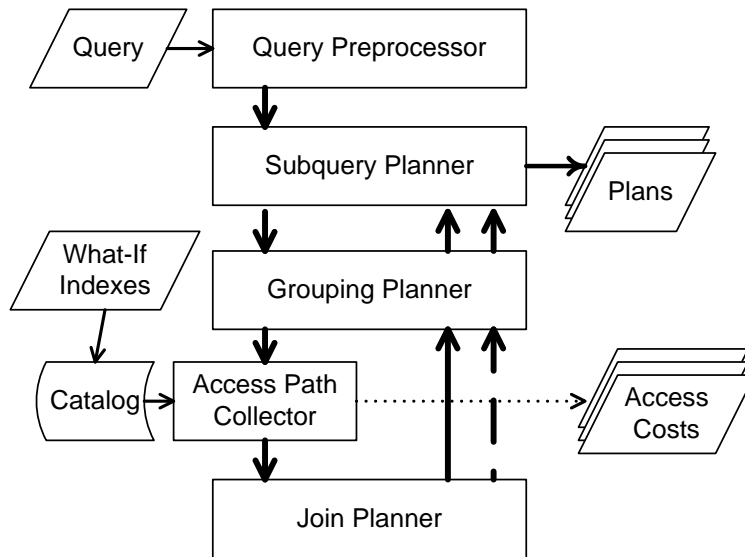 Query
Query Preprocessor
Subquery Planner
Plans
What-If
Indexes
Grouping Planner
Catalog
Access Path
Collector
Access
Costs
Join Planner